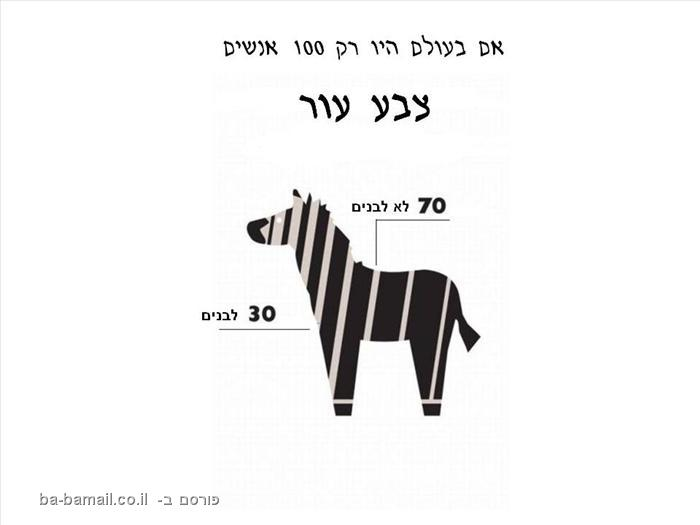 אם בעולם היו רק 100 אנשים
צבע עור
70 לא לבנים
30 לבנים
פורסם ב- ba-bamail.co.il